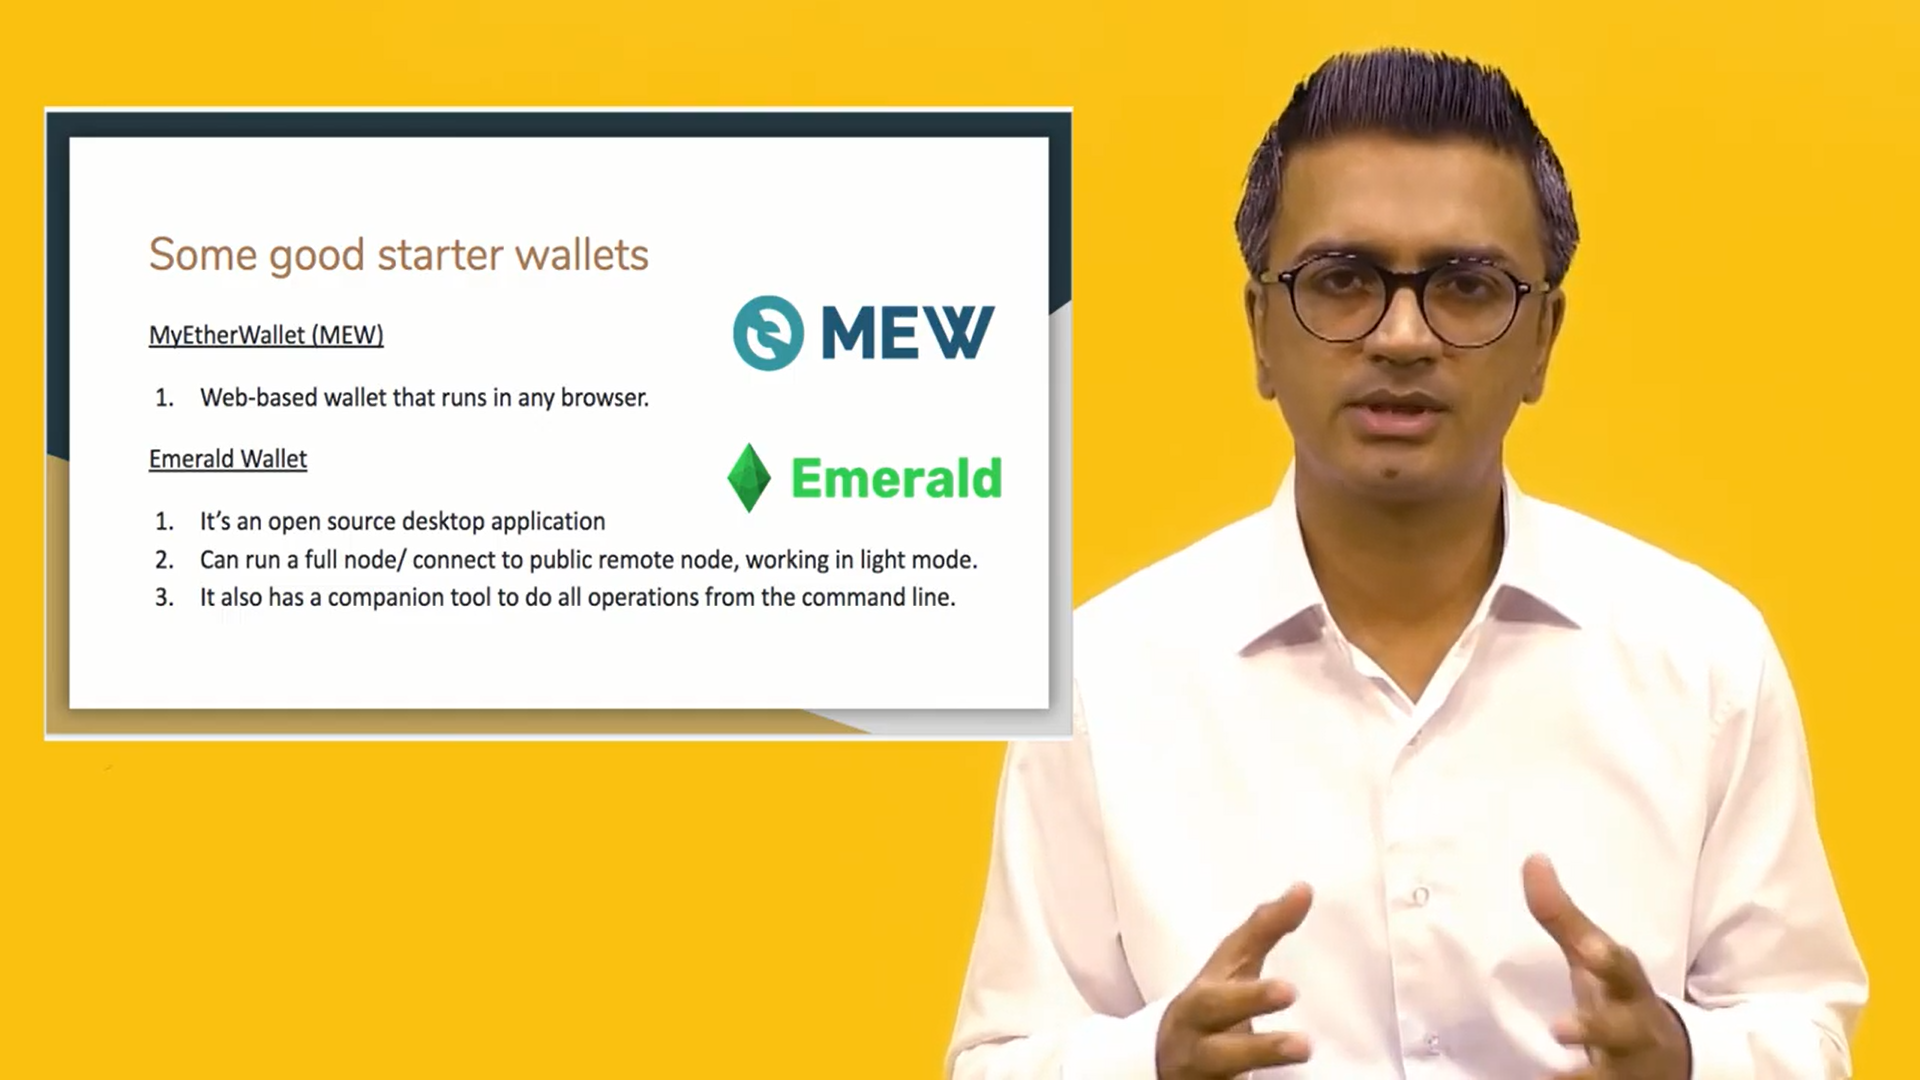 Some good starter wallets
MyEtherWallet (MEW)
MEW
1. Web-based wallet that runs in any browser.
Emerald Wallet
Emerald
1. It's an open source desktop application
2. Can run a full node/ connect to public remote node, working in light mode.
3. It also has a companion tool to do all operations from the command line.